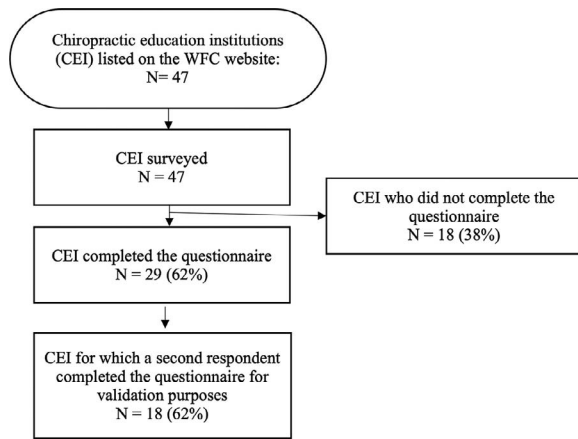 Chiropractic education institutions
(CEI) listed on the WFC website:
N= 47
CEI surveyed
N = 47
CEI who did not complete the
questionnaire
N = 18 (38%)
CEI completed the questionnaire
N = 29 (62%)
CEI for which a second respondent
completed the questionnaire for
validation purposes
N = 18 (62%)